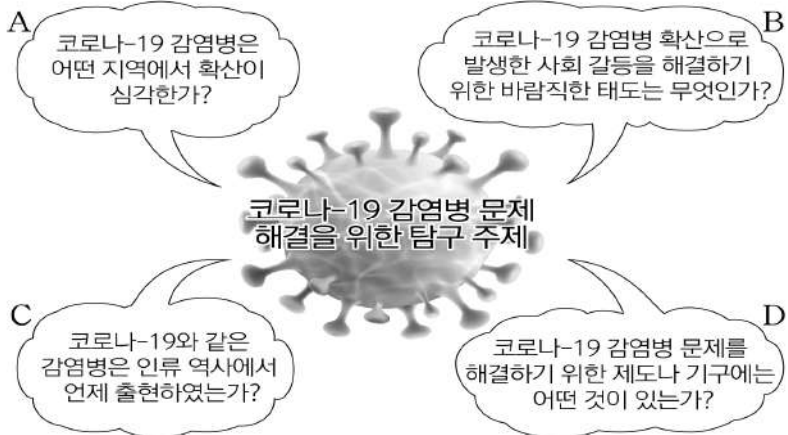 A
코로나-19 감염병은
어떤 지역에서 확산이
심각한가?
B
코로나-19 감염병 확산으로
발생한 사회 갈등을 해결하기
위한 바람직한 태도는 무엇인가?
코로나-19 감염병 문제
해결을 위한 탐구 주제
C
코로나-19와 같은
감염병은 인류 역사에서
언제 출현하였는가?
D
코로나-19 감염병 문제를
해결하기 위한 제도나 기구에는
어떤 것이 있는가?